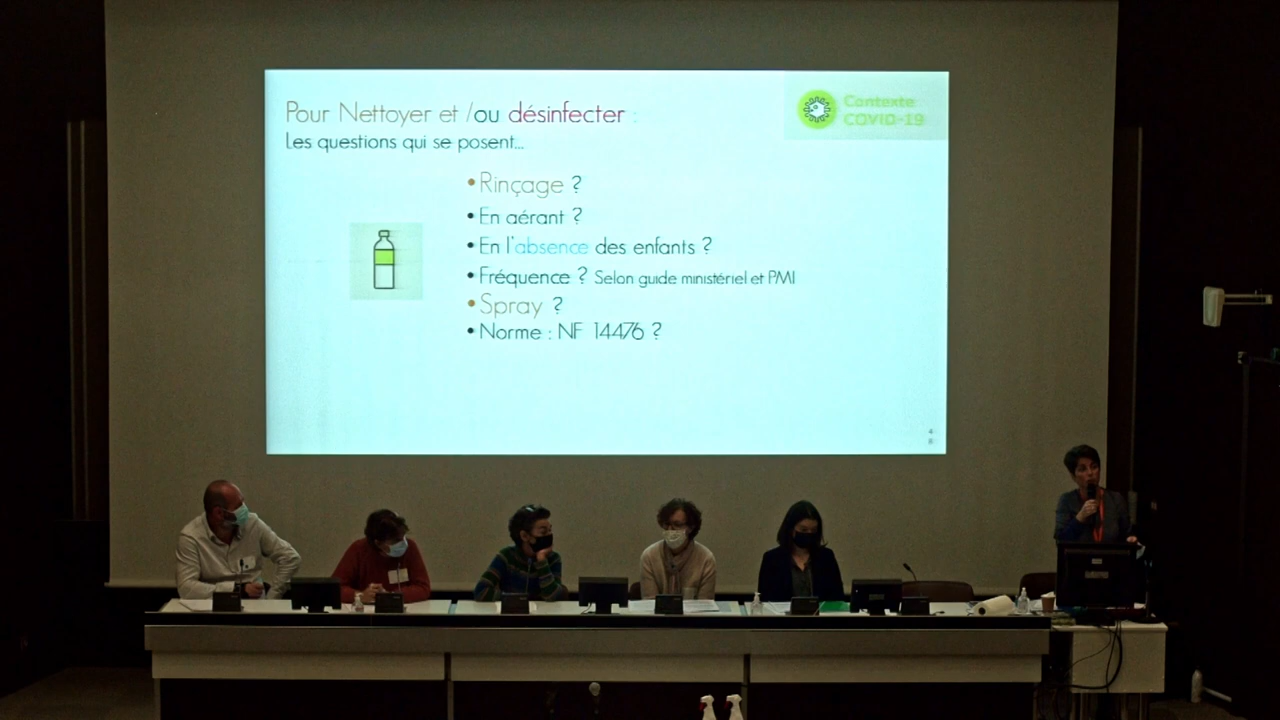 Pour Nettoyer et /ou désinfecter :
Les questions qui se posent...
Contexte
COVID-19
• Rinçage ?
• En aérant ?
• En l'absence des enfants ?
• Fréquence ? Selon guide ministériel et PMI
• Spray ?
• Norme : NF 14476 ?